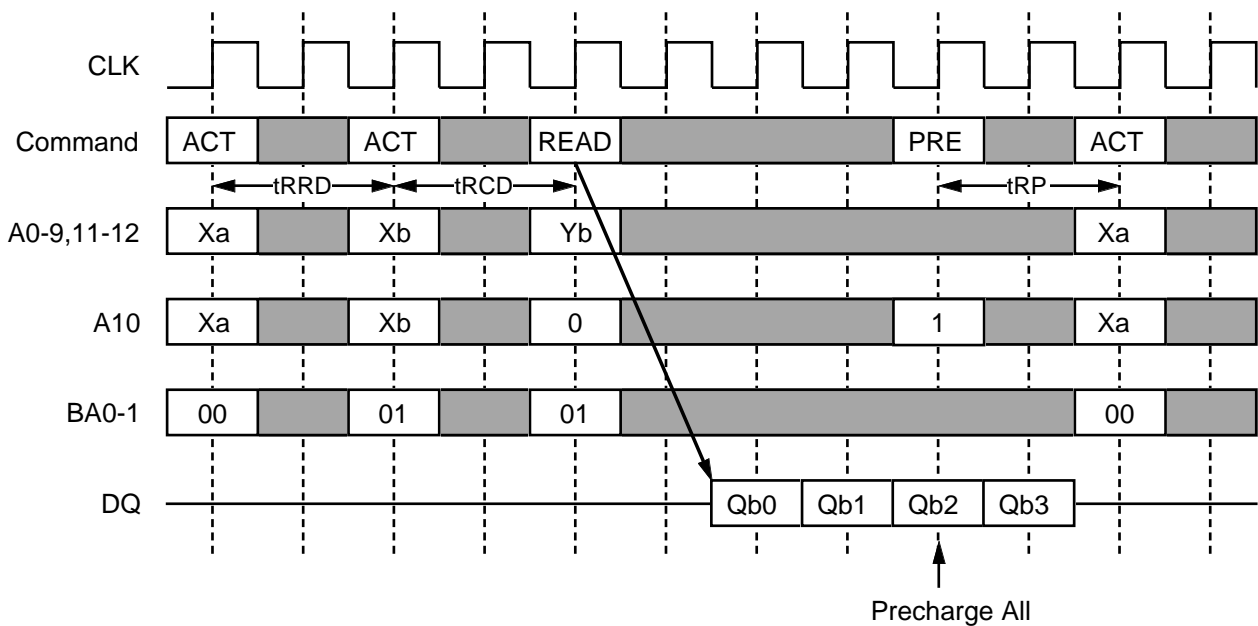 CLK
Command ACT ACT READ PRE ACT
tRRD tRCD tRP
A0-9,11-12 Xa Xb Yb Xa
A10 Xa Xb 0 1 Xa
BA0-1 00 01 01 00
DQ Qb0 Qb1 Qb2 Qb3
Precharge All